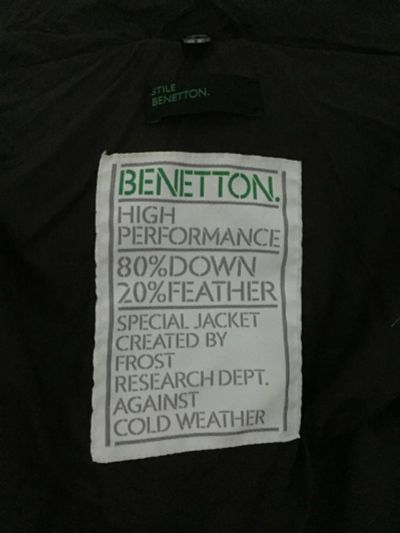 STILE
BENETTON.
BENETTON.
HIGH
PERFORMANCE
80%DOWN
20%FEATHER
SPECIAL JACKET
CREATED BY
FROST
RESEARCH DEPT.
AGAINST
COLD WEATHER